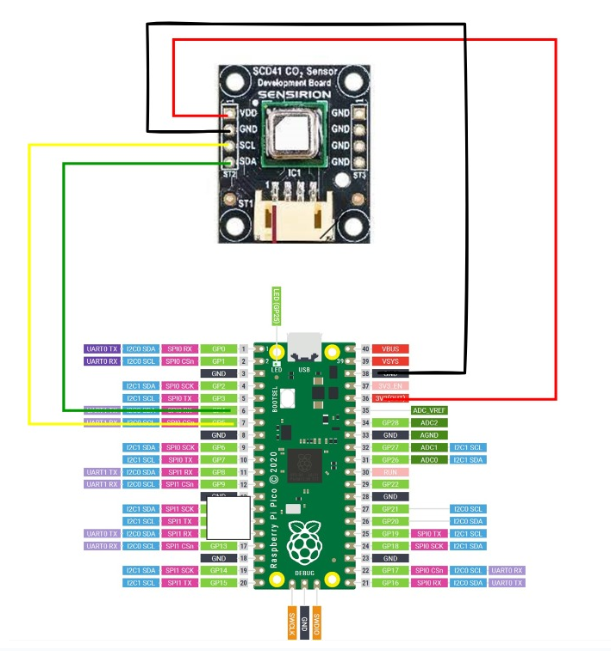 SCD41 CO₂ Sensor
Development Board
SENSIRION
1
VDD
GND
SCL
SDA
ST2
1
GND
GND
GND
GND
ST3
IC1
1
ST1
LED (GP25)
UART0 TX I2C0 SDA SPI0 RX GP0 1
UART0 RX I2C0 SCL SPI0 CSn GP1 2
GND 3
I2C1 SDA SPI0 SCK GP2 4
I2C1 SCL SPI0 TX GP3 5
6
7
GND 8
I2C1 SDA SPI0 SCK GP6 9
I2C1 SCL SPI0 TX GP7 10
UART1 TX I2C0 SDA SPI1 RX GP8 11
UART1 RX I2C0 SCL SPI1 CSn GP9 12
I2C1 SDA SPI1 SCK
I2C1 SCL SPI1 TX
UART0 TX I2C0 SDA SPI1 RX
UART0 RX I2C0 SCL SPI1 CSn GP13 17
GND 18
I2C1 SDA SPI1 SCK GP14 19
I2C1 SCL SPI1 TX GP15 20
1
2
39
LED
USB
BOOTSEL
Raspberry Pi Pico © 2020
DEBUG
40 VBUS
39 VSYS
38 GND
37 3V3_EN
36
35 ADC_VREF
34 GP28 ADC2
33 GND AGND
32 GP27 ADC1 I2C1 SCL
31 GP26 ADC0 I2C1 SDA
30 RUN
29 GP22
28 GND
27 GP21 I2C0 SCL
26 GP20 I2C0 SDA
25 GP19 SPI0 TX I2C1 SCL
24 GP18 SPI0 SCK I2C1 SDA
23 GND
22 GP17 SPI0 CSn I2C0 SCL UART0 RX
21 GP16 SPI0 RX I2C0 SDA UART0 TX
SWCLK
GND
SWDIO